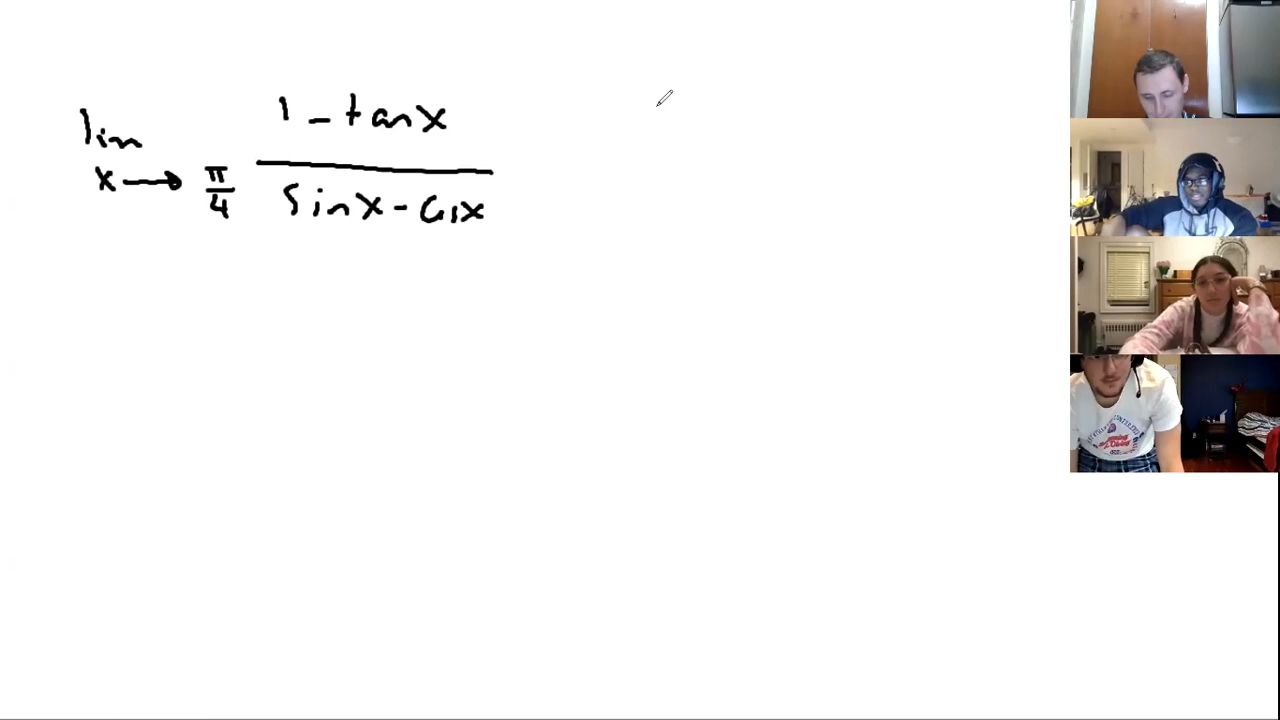 lim
1 - tanx
x → π/4
sinx - cosx